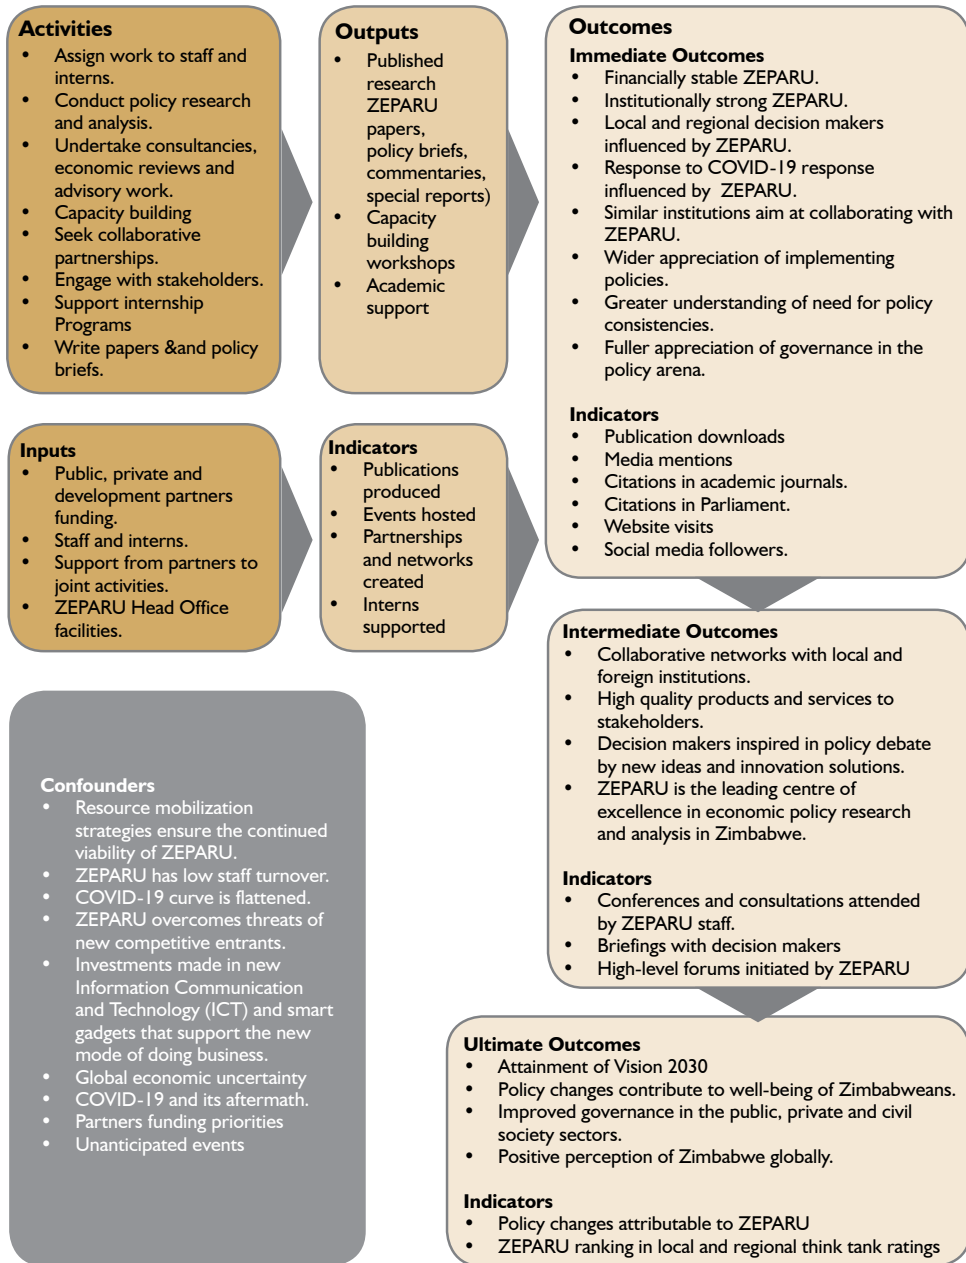 Activities
• Assign work to staff and
interns.
• Conduct policy research
and analysis.
• Undertake consultancies,
economic reviews and
advisory work.
• Capacity building
• Seek collaborative
partnerships.
• Engage with stakeholders.
• Support internship
Programs
• Write papers &and policy
briefs.
Outputs
• Published
research
ZEPARU
papers,
policy briefs,
commentaries,
special reports)
• Capacity
building
workshops
• Academic
support
Outcomes
Immediate Outcomes
• Financially stable ZEPARU.
• Institutionally strong ZEPARU.
• Local and regional decision makers
influenced by ZEPARU.
• Response to COVID-19 response
influenced by ZEPARU.
• Similar institutions aim at collaborating with
ZEPARU.
• Wider appreciation of implementing
policies.
• Greater understanding of need for policy
consistencies.
• Fuller appreciation of governance in the
policy arena.
Indicators
• Publication downloads
• Media mentions
• Citations in academic journals.
• Citations in Parliament.
• Website visits
• Social media followers.
Inputs
• Public, private and
development partners
funding.
• Staff and interns.
• Support from partners to
joint activities.
• ZEPARU Head Office
facilities.
Indicators
• Publications
produced
• Events hosted
• Partnerships
and networks
created
• Interns
supported
Intermediate Outcomes
• Collaborative networks with local and
foreign institutions.
• High quality products and services to
stakeholders.
• Decision makers inspired in policy debate
by new ideas and innovation solutions.
• ZEPARU is the leading centre of
excellence in economic policy research
and analysis in Zimbabwe.
Indicators
• Conferences and consultations attended
by ZEPARU staff.
• Briefings with decision makers
• High-level forums initiated by ZEPARU
Confounders
• Resource mobilization
strategies ensure the continued
viability of ZEPARU.
• ZEPARU has low staff turnover.
• COVID-19 curve is flattened.
• ZEPARU overcomes threats of
new competitive entrants.
• Investments made in new
Information Communication
and Technology (ICT) and smart
gadgets that support the new
mode of doing business.
• Global economic uncertainty
• COVID-19 and its aftermath.
• Partners funding priorities
• Unanticipated events
Ultimate Outcomes
• Attainment of Vision 2030
• Policy changes contribute to well-being of Zimbabweans.
• Improved governance in the public, private and civil
society sectors.
• Positive perception of Zimbabwe globally.
Indicators
• Policy changes attributable to ZEPARU
• ZEPARU ranking in local and regional think tank ratings